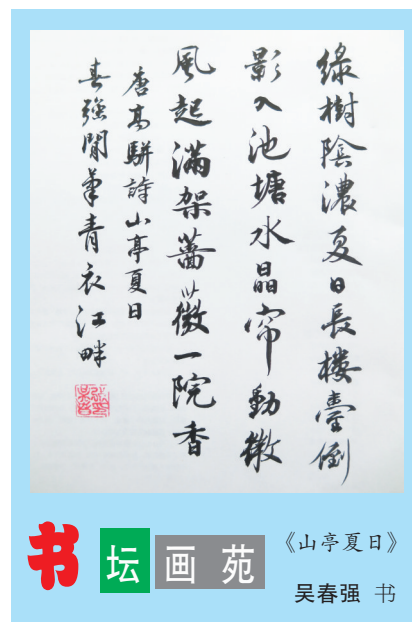 綠樹陰濃夏日長樓臺倒
影入池塘水晶帘動微
風起滿架薔薇一院香
唐高駢詩山亭夏日
春強閒筆青衣江畔
书坛画苑
《山亭夏日》
吴春强 书